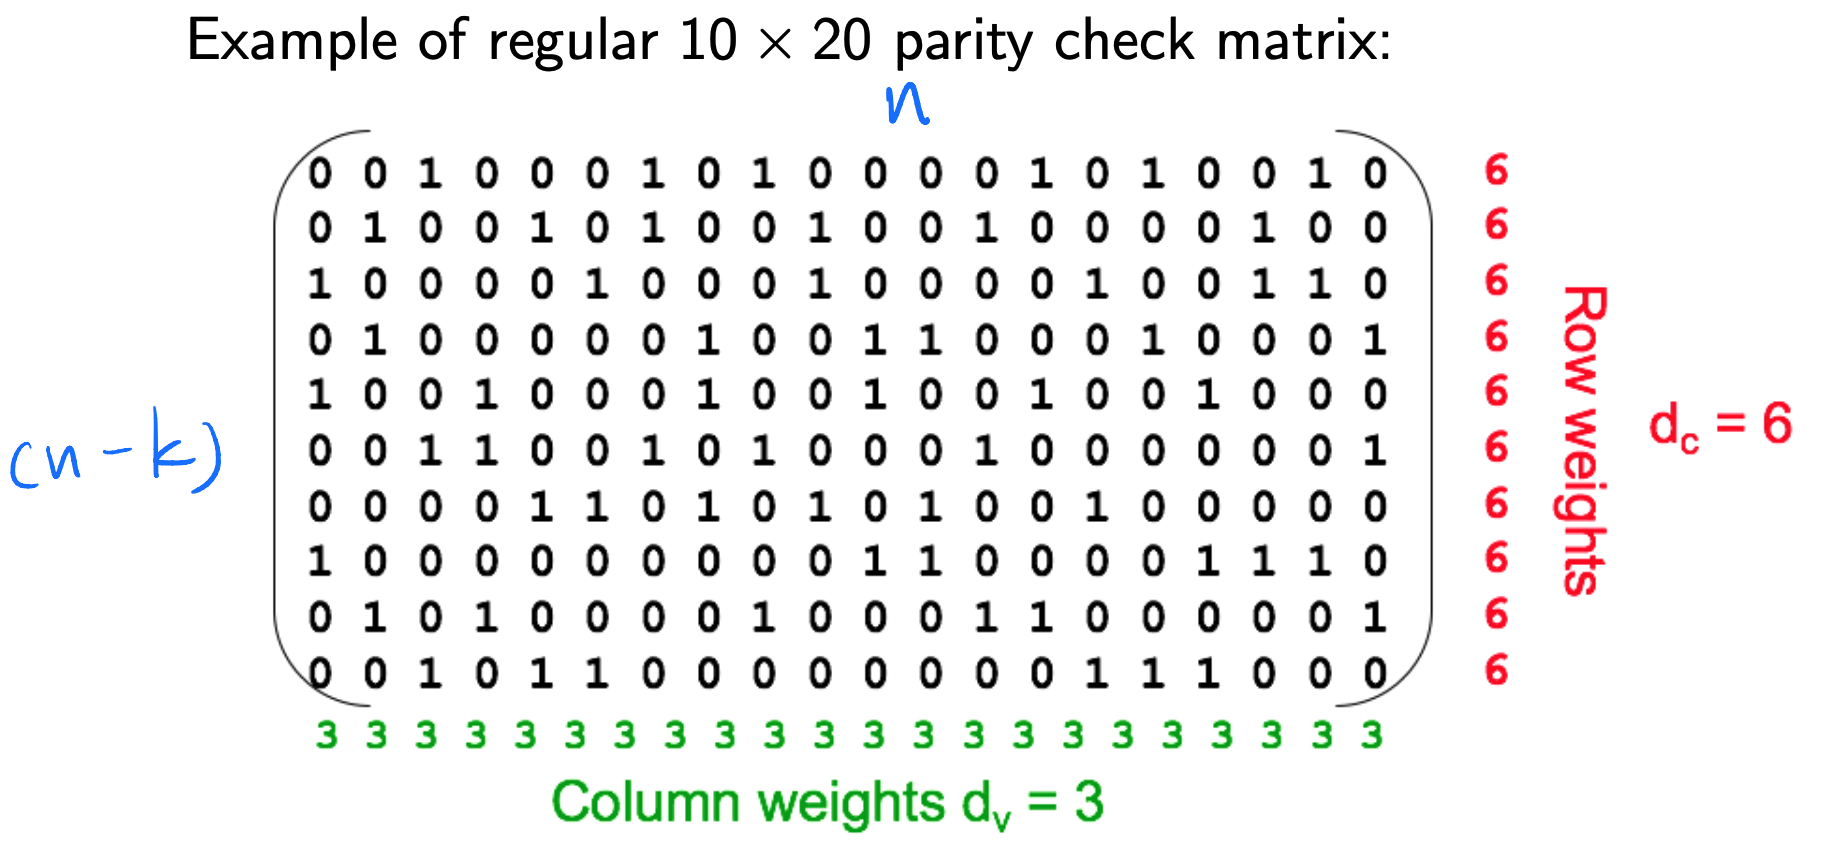 Example of regular 10 × 20 parity check matrix:
n
0 0 1 0 0 0 1 0 1 0 0 0 0 1 0 1 0 0 1 0 6
0 1 0 0 1 0 1 0 0 1 0 0 1 0 0 0 0 1 0 0 6
1 0 0 0 0 1 0 0 0 1 0 0 0 0 1 0 0 1 1 0 6
0 1 0 0 0 0 0 1 0 0 1 1 0 0 0 1 0 0 0 1 6
1 0 0 1 0 0 0 1 0 0 1 0 0 1 0 0 1 0 0 0 6
(n-k) 0 0 1 1 0 0 1 0 1 0 0 0 1 0 0 0 0 0 0 1 6
0 0 0 0 1 1 0 1 0 1 0 1 0 0 1 0 0 0 0 0 6
1 0 0 0 0 0 0 0 0 0 1 1 0 0 0 0 1 1 1 0 6
0 1 0 1 0 0 0 0 1 0 0 0 1 1 0 0 0 0 0 1 6
0 0 1 0 1 1 0 0 0 0 0 0 0 0 1 1 1 0 0 0 6
Row weights
d_c = 6
3 3 3 3 3 3 3 3 3 3 3 3 3 3 3 3 3 3 3 3 3 3
Column weights d_v = 3